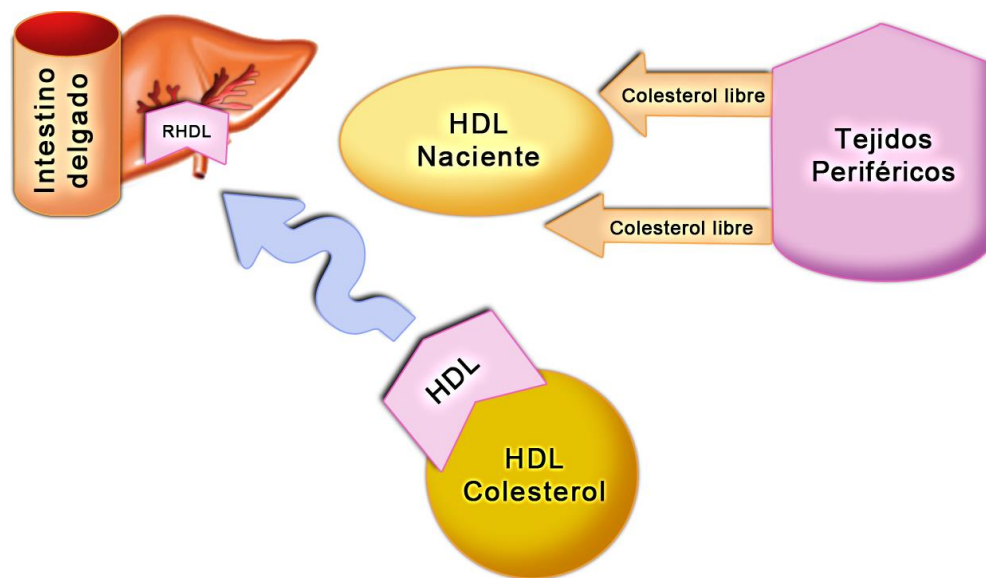 Intestino
delgado
RHDL
HDL
Naciente
Colesterol libre
Colesterol libre
Tejidos
Periféricos
HDL
HDL
Colesterol